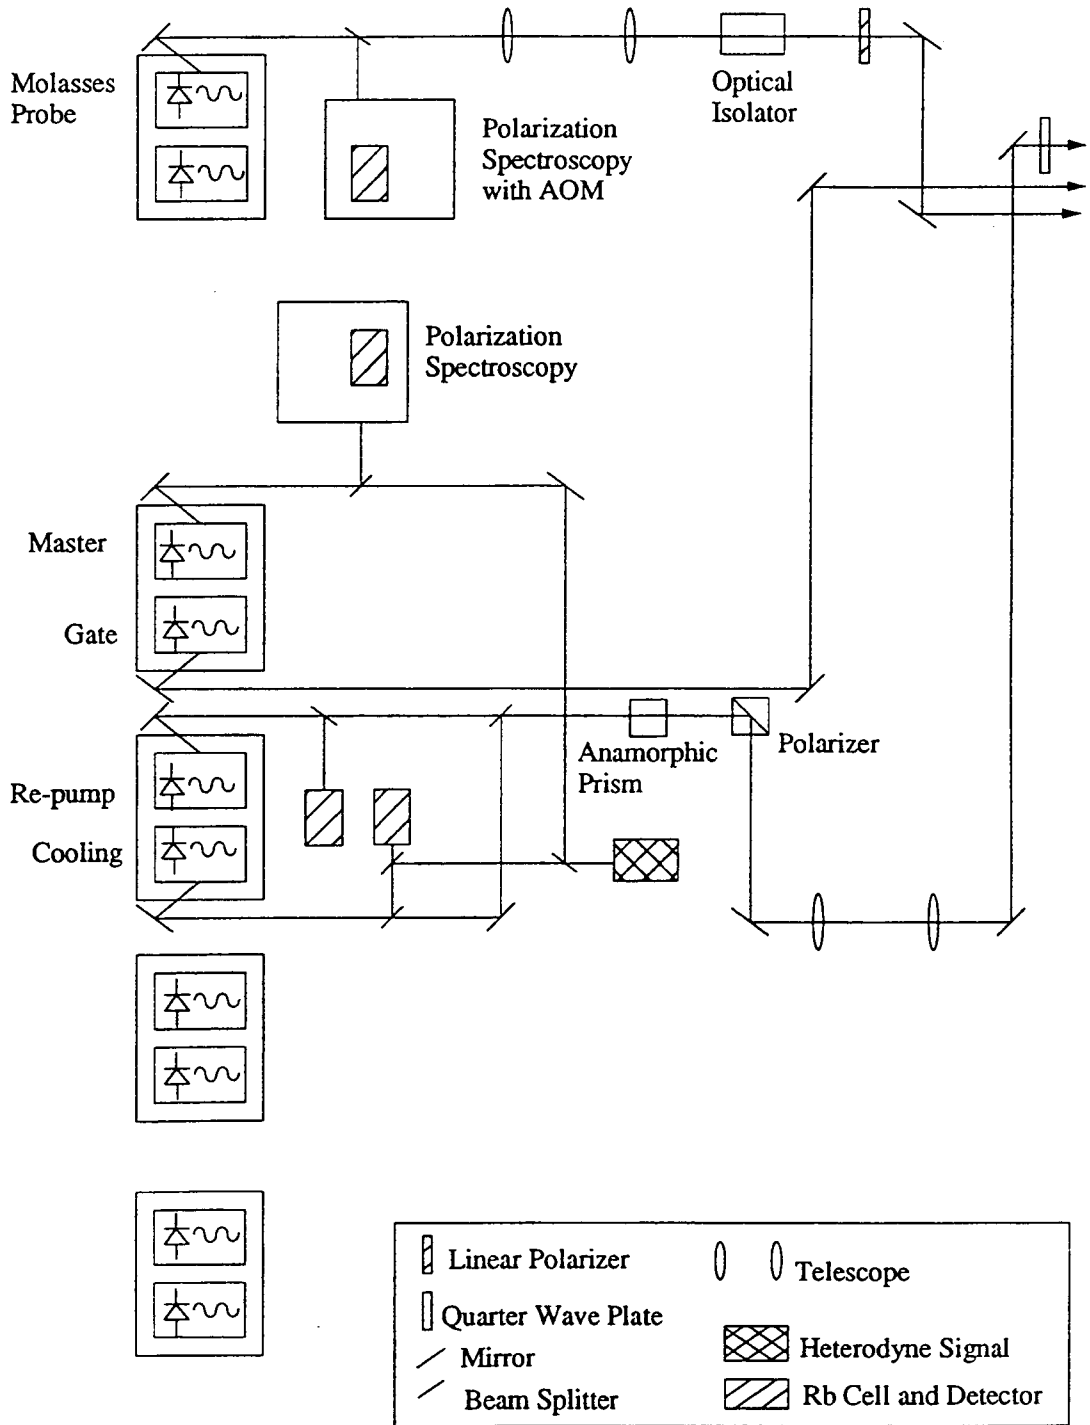 Molasses
Probe
Optical
Isolator
Polarization
Spectroscopy
with AOM
Polarization
Spectroscopy
Master
Gate
Anamorphic
Prism
Polarizer
Re-pump
Cooling
Linear Polarizer
Telescope
Quarter Wave Plate
Heterodyne Signal
Mirror
Beam Splitter
Rb Cell and Detector